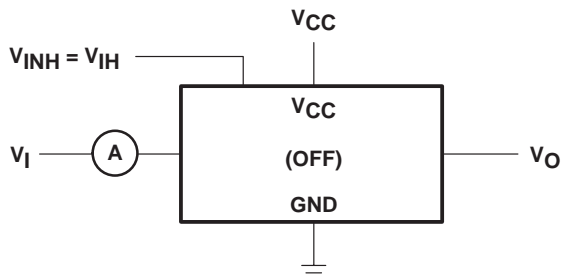 VCC
VINH = VIH
VCC
VI
A
(OFF)
VO
GND